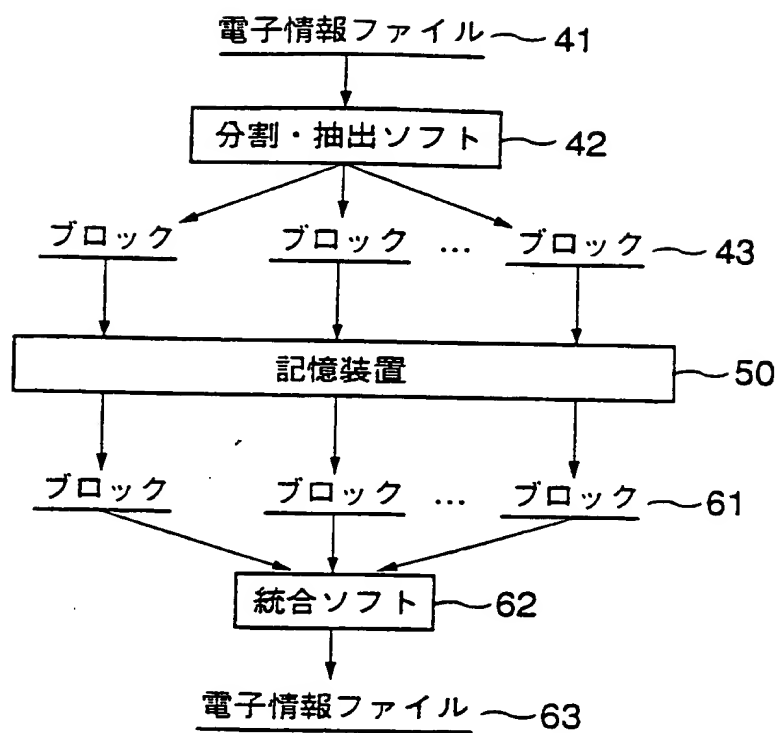 電子情報ファイル 41
分割・抽出ソフト 42
ブロック ブロック … ブロック 43
記憶装置 50
ブロック ブロック … ブロック 61
統合ソフト 62
電子情報ファイル 63